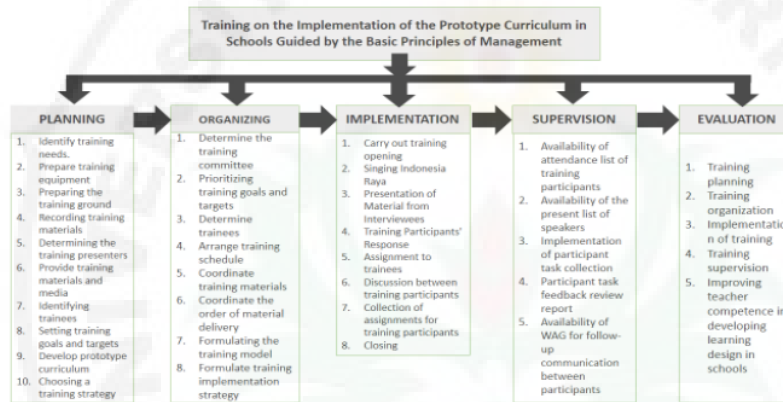 Training on the Implementation of the Prototype Curriculum in
Schools Guided by the Basic Principles of Management
PLANNING
1. Identify training
needs.
2. Prepare training
equipment
3. Preparing the
training ground
4. Recording training
materials
5. Determining the
training presenters
6. Provide training
materials and
media
7. Identifying
trainees
8. Setting training
goals and targets
9. Develop prototype
curriculum
10. Choosing a
training strategy
ORGANIZING
1. Determine the
training
committee
2. Prioritizing
training goals and
targets
3. Determine
trainees
4. Arrange training
schedule
5. Coordinate
training materials
6. Coordinate the
order of material
delivery
7. Formulating the
training model
8. Formulate training
implementation
strategy
IMPLEMENTATION
1. Carry out training
opening
2. Singing Indonesia
Raya
3. Presentation of
Material from
Interviewees
4. Training Participants'
Response
5. Assignment to
trainees
6. Discussion between
training participants
7. Collection of
assignments for
training participants
8. Closing
SUPERVISION
1. Availability of
attendance list of
training
participants
2. Availability of the
present list of
speakers
3. Implementation
of participant
task collection
4. Participant task
feedback review
report
5. Availability of
WAG for follow-
up
communication
between
participants
EVALUATION
1. Training
planning
2. Training
organization
3. Implementatio
n of training
4. Training
supervision
5. Improving
teacher
competence in
developing
learning
design in
schools